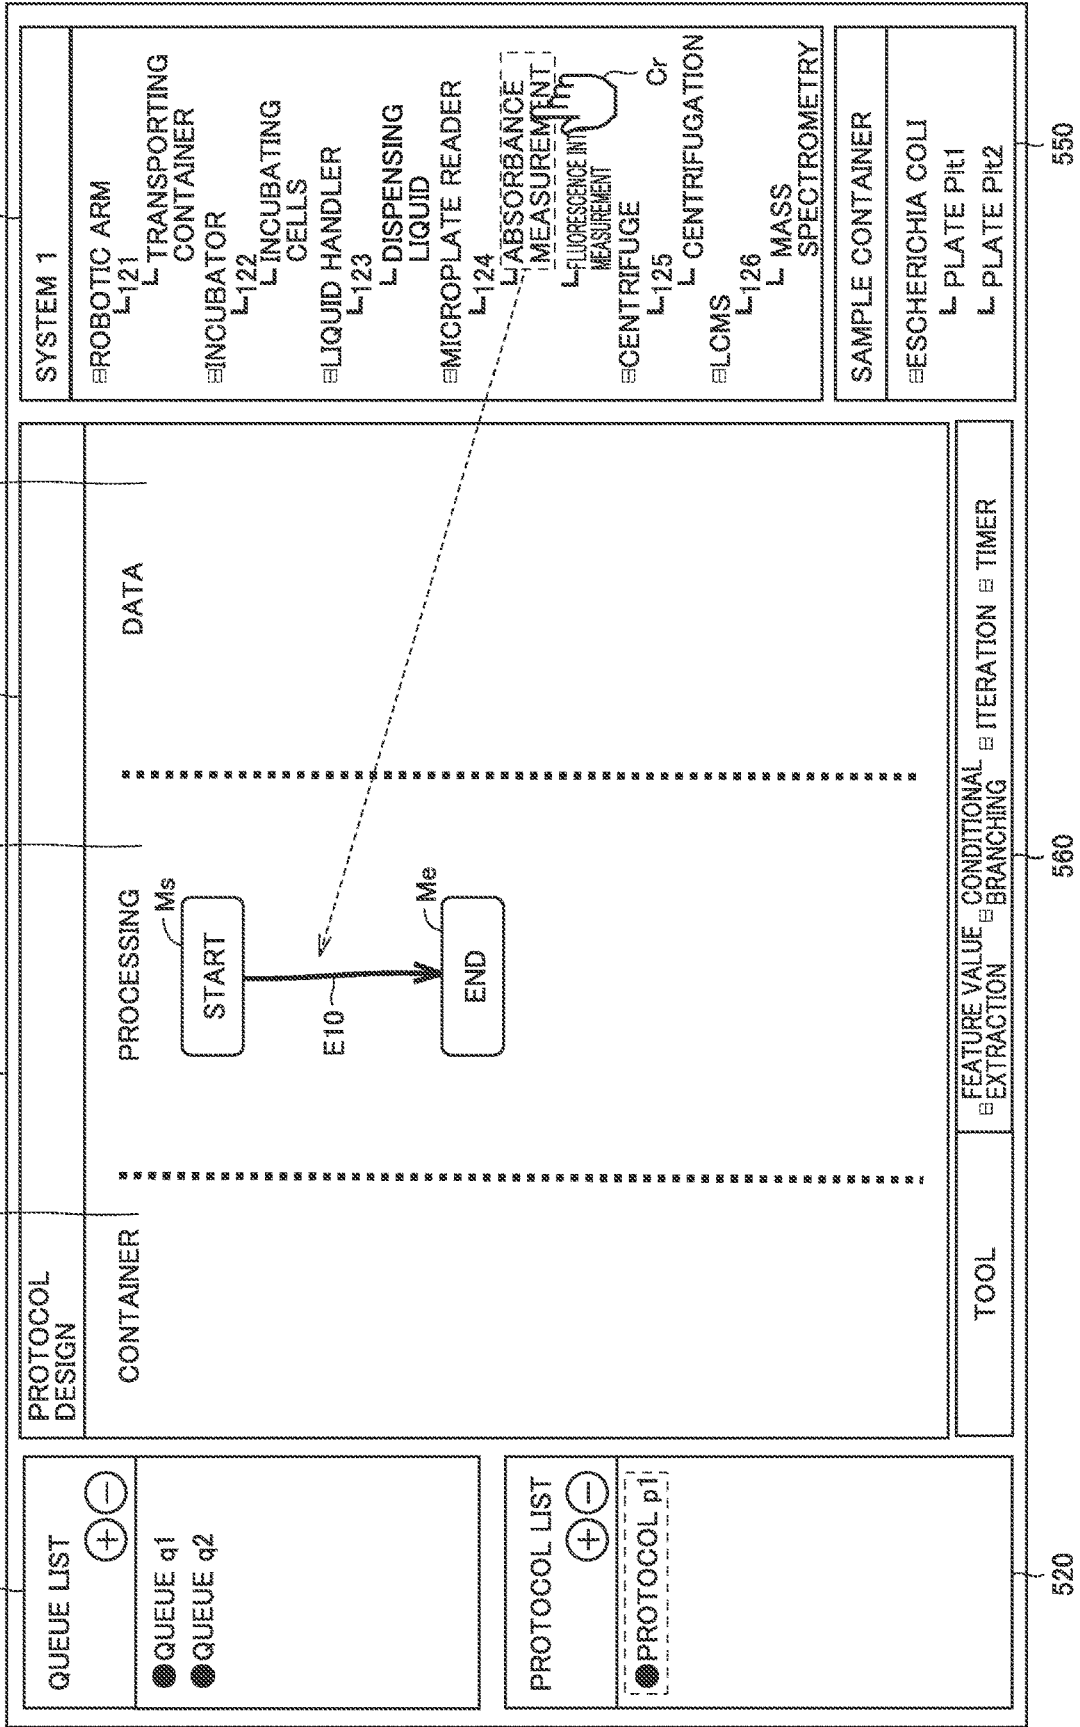 QUEUE LIST
QUEUE q1
QUEUE q2
PROTOCOL LIST
PROTOCOL p1
520
PROTOCOL
DESIGN
CONTAINER
PROCESSING
DATA
Ms
START
E10
Me
END
TOOL
FEATURE VALUE
EXTRACTION
CONDITIONAL
BRANCHING
ITERATION
TIMER
560
SYSTEM 1
ROBOTIC ARM
121
TRANSPORTING
CONTAINER
INCUBATOR
122
INCUBATING
CELLS
LIQUID HANDLER
123
DISPENSING
LIQUID
MICROPLATE READER
124
ABSORBANCE
MEASUREMENT
FLUORESCENCE INT
MEASUREMENT
Cr
CENTRIFUGE
125
CENTRIFUGATION
LCMS
126
MASS
SPECTROMETRY
SAMPLE CONTAINER
ESCHERICHIA COLI
PLATE Plt1
PLATE Plt2
550